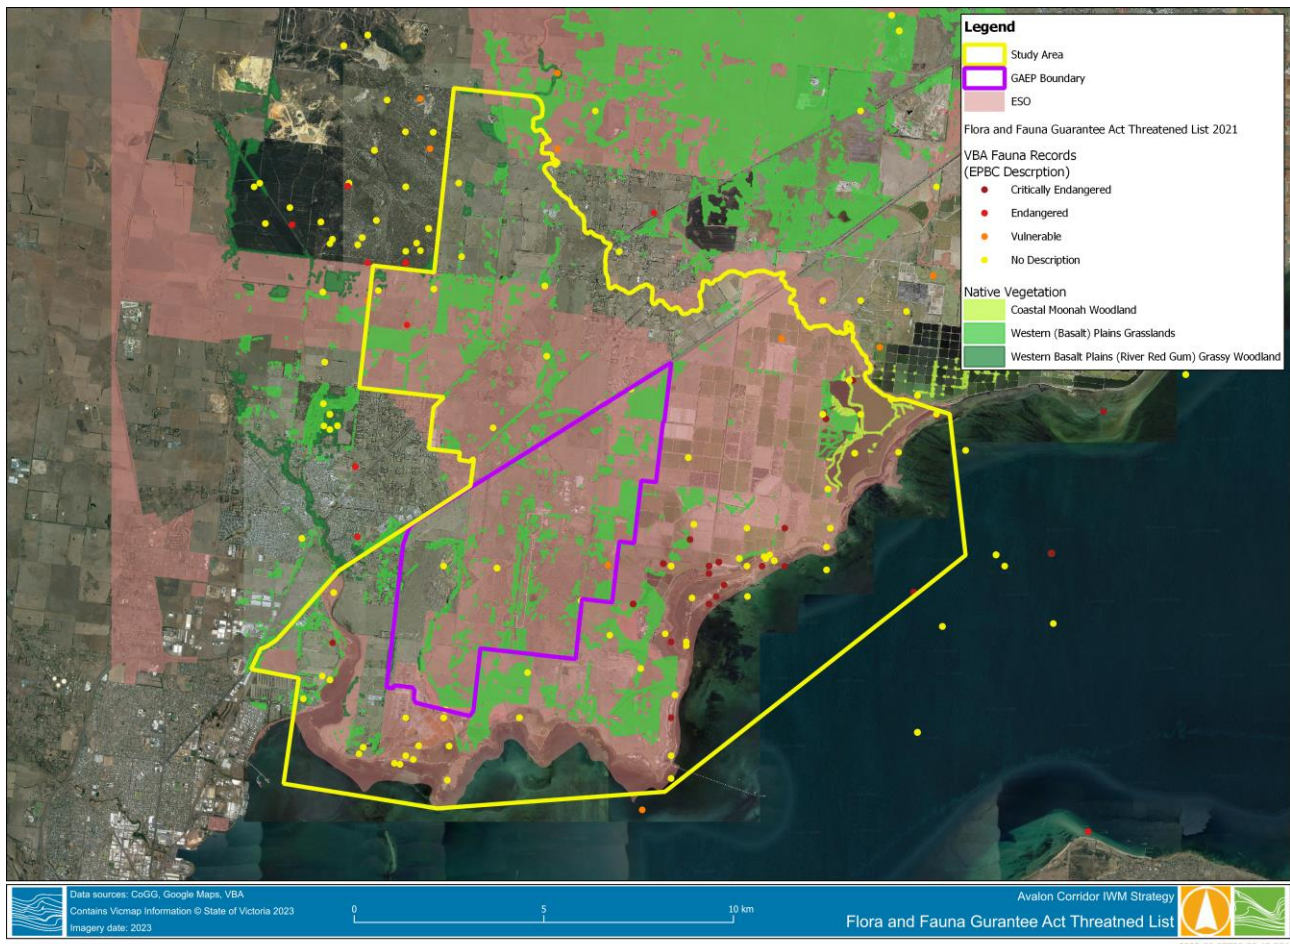 Legend
Study Area
GAEP Boundary
ESO
Flora and Fauna Guarantee Act Threatened List 2021
VBA Fauna Records
(EPBC Descrption)
Critically Endangered
Endangered
Vulnerable
No Description
Native Vegetation
Coastal Moonah Woodland
Western (Basalt) Plains Grasslands
Western Basalt Plains (River Red Gum) Grassy Woodland
Data sources: CoGG, Google Maps, VBA
Contains Vicmap Information © State of Victoria 2023
Imagery date: 2023
0 5 10 km
Avalon Corridor IWM Strategy
Flora and Fauna Gurantee Act Threatned List